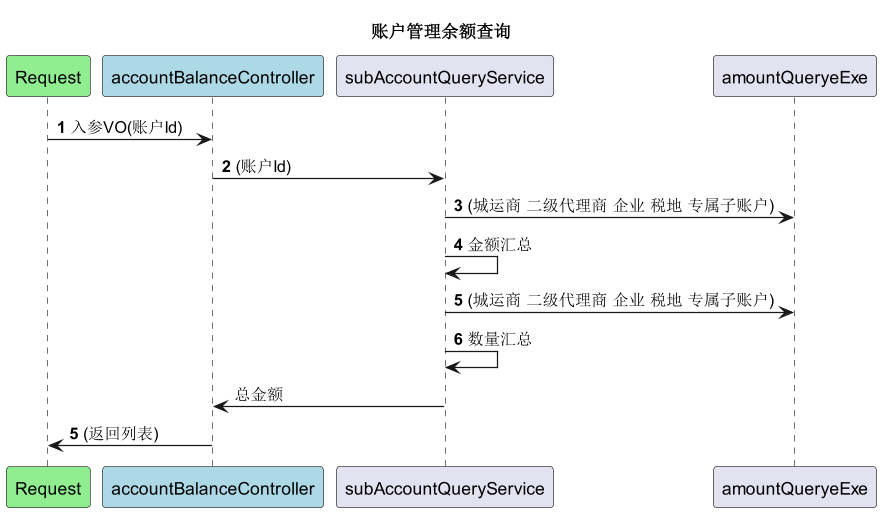 账户管理余额查询
Request accountBalanceController subAccountQueryService amountQueryeExe
1 入参VO(账户Id)
2 (账户Id)
3 (城运商 二级代理商 企业 税地 专属子账户)
4 金额汇总
5 (城运商 二级代理商 企业 税地 专属子账户)
6 数量汇总
总金额
5 (返回列表)
Request accountBalanceController subAccountQueryService amountQueryeExe